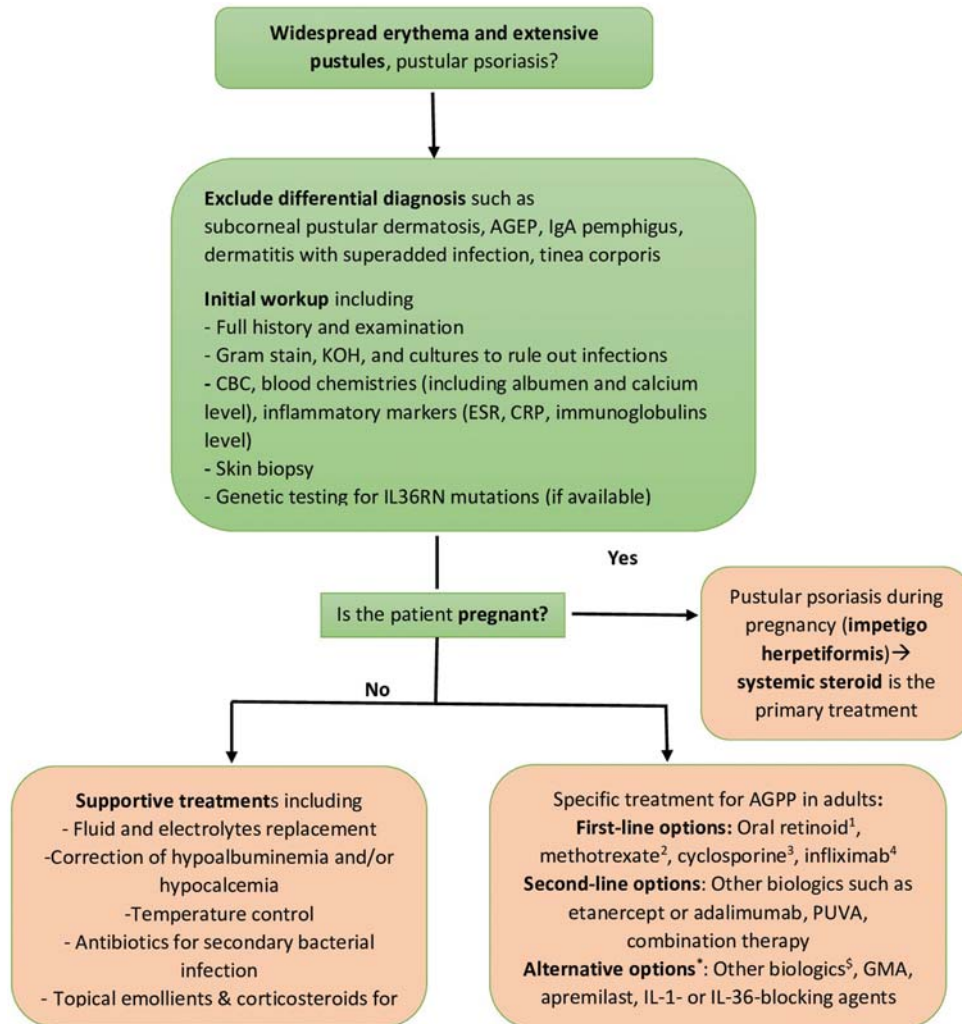 Widespread erythema and extensive
pustules, pustular psoriasis?
Exclude differential diagnosis such as
subcorneal pustular dermatosis, AGEP, IgA pemphigus,
dermatitis with superadded infection, tinea corporis
Initial workup including
- Full history and examination
- Gram stain, KOH, and cultures to rule out infections
- CBC, blood chemistries (including albumen and calcium
level), inflammatory markers (ESR, CRP, immunoglobulins
level)
- Skin biopsy
- Genetic testing for IL36RN mutations (if available)
Yes
Is the patient pregnant?
Pustular psoriasis during
pregnancy (impetigo
herpetiformis)→
systemic steroid is the
primary treatment
No
Supportive treatments including
- Fluid and electrolytes replacement
-Correction of hypoalbuminemia and/or
hypocalcemia
-Temperature control
- Antibiotics for secondary bacterial
infection
- Topical emollients & corticosteroids for
Specific treatment for AGPP in adults:
First-line options: Oral retinoid¹,
methotrexate², cyclosporine³, infliximab⁴
Second-line options: Other biologics such as
etanercept or adalimumab, PUVA,
combination therapy
Alternative options*: Other biologics$, GMA,
apremilast, IL-1- or IL-36-blocking agents